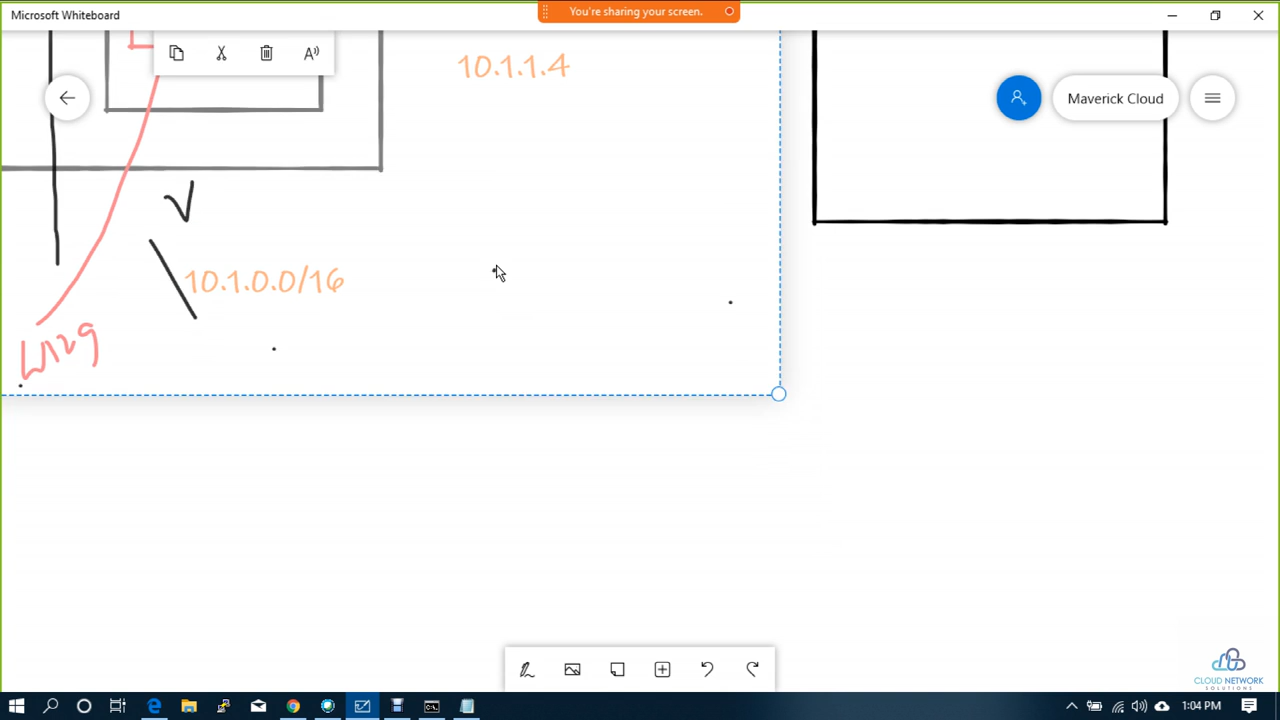 Microsoft Whiteboard
You're sharing your screen.
10.1.1.4
Maverick Cloud
10.1.0.0/16
CLOUD NETWORK
SOLUTIONS
1:04 PM